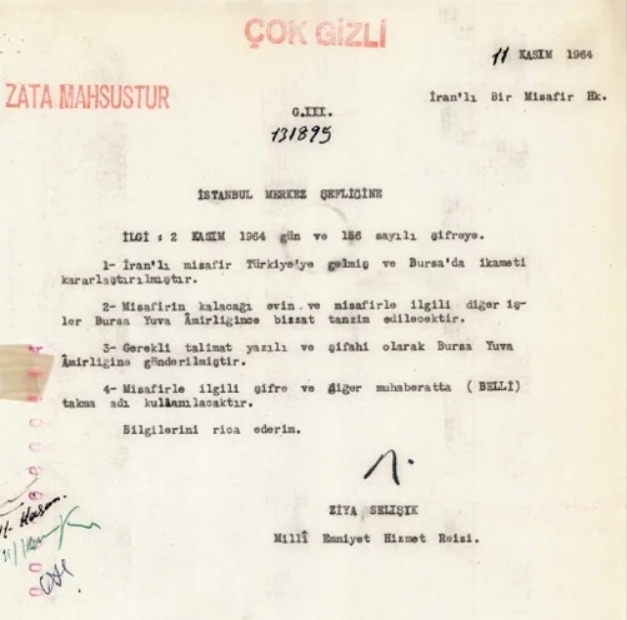 ÇOK GİZLİ
11 KASIM 1964
ZATA MAHSUSTUR
İran'lı Bir Misafir Hk.
G.III.
131895
İSTANBUL MERKEZ ŞEFLİĞİNE
İLGİ : 2 KASIM 1964 gün ve 156 sayılı şifreye.
1- İran'lı misafir Türkiye'ye gelmiş ve Bursa'da ikameti
kararlaştırılmıştır.
2- Misafirin kalacağı evin ve misafirle ilgili diğer iş-
ler Bursa Yuva Âmirligince bizzat tanzim edilecektir.
3- Gerekli talimat yazılı ve şifahi olarak Bursa Yuva
Âmirligine gönderilmiştir.
4- Misafirle ilgili şifre ve diğer muhaberatta ( BELLİ )
takma adı kullanılacaktır.
Bilgilerini rica ederim.
ZİYA SELIŞIK
Millî Emniyet Hizmet Reisi.